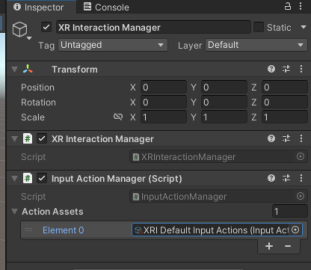 Inspector Console
XR Interaction Manager Static
Tag Untagged Layer Default
Transform
Position X 0 Y 0 Z 0
Rotation X 0 Y 0 Z 0
Scale X 1 Y 1 Z 1
XR Interaction Manager
Script XRInteractionManager
Input Action Manager (Script)
Script InputActionManager
Action Assets 1
Element 0 XRI Default Input Actions (Input Act
+ −